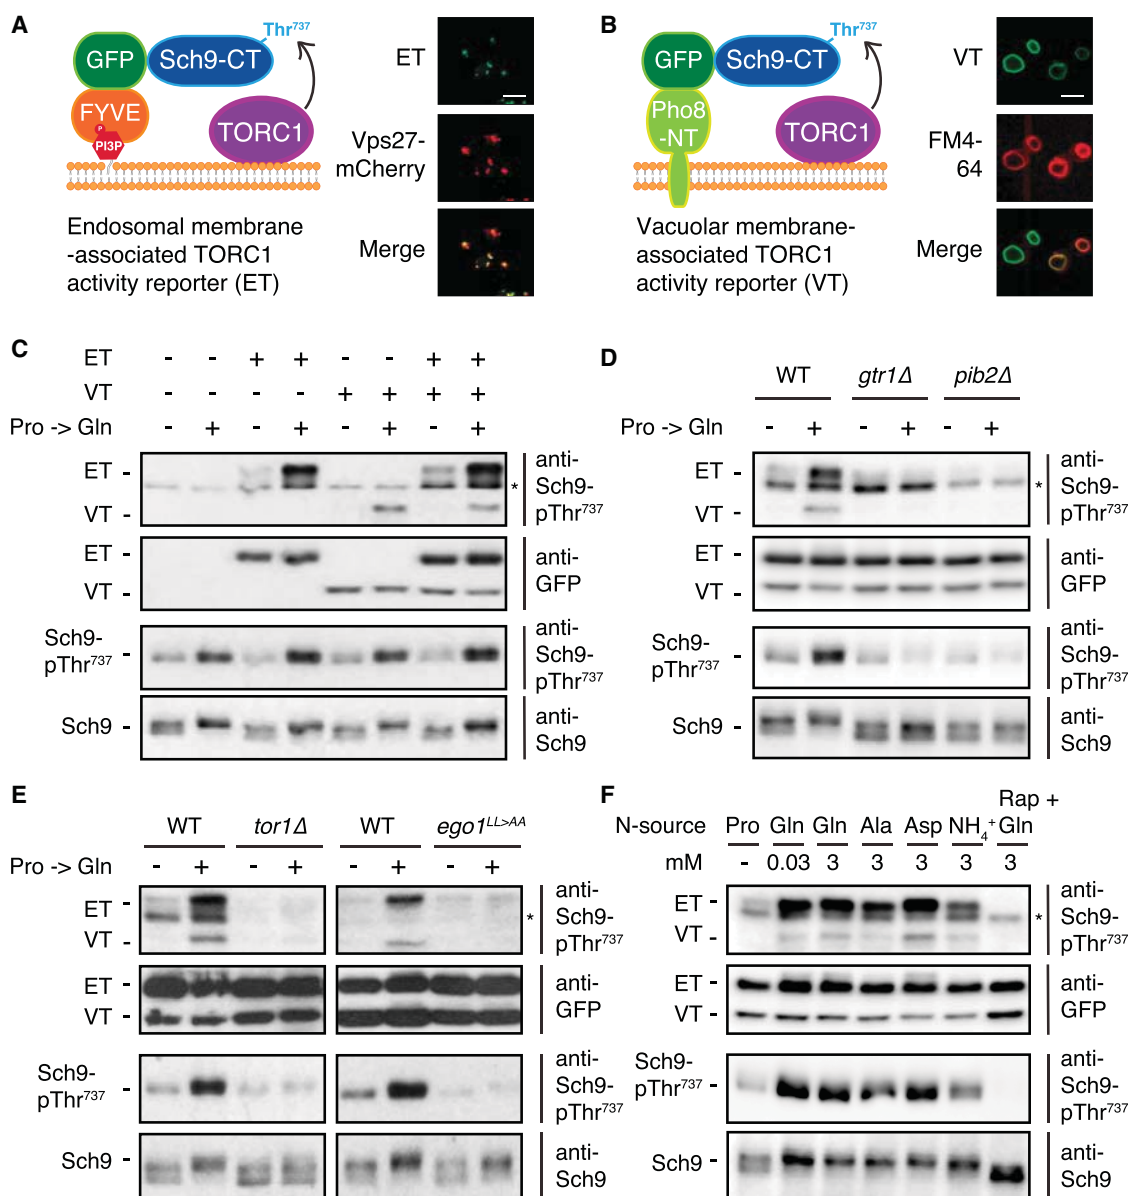 A
GFP
Sch9-CT
Thr737
FYVE
P
PI3P
TORC1
Endosomal membrane
-associated TORC1
activity reporter (ET)
ET
Vps27-
mCherry
Merge
B
GFP
Sch9-CT
Thr737
Pho8
-NT
TORC1
Vacuolar membrane-
associated TORC1
activity reporter (VT)
VT
FM4-
64
Merge
C
ET - - + + - - + +
VT - - - - + + + +
Pro -> Gln - + - + - + - +
ET -
VT -
*
anti-
Sch9-
pThr737
ET -
VT -
anti-
GFP
Sch9-
pThr737 -
anti-
Sch9-
pThr737
Sch9 -
anti-
Sch9
D
WT gtr1Δ pib2Δ
Pro -> Gln - + - + - +
ET -
VT -
*
anti-
Sch9-
pThr737
ET -
VT -
anti-
GFP
Sch9-
pThr737 -
anti-
Sch9-
pThr737
Sch9 -
anti-
Sch9
E
WT tor1Δ WT ego1LL>AA
Pro -> Gln - + - + - + - +
ET -
VT -
*
anti-
Sch9-
pThr737
ET -
VT -
anti-
GFP
Sch9-
pThr737 -
anti-
Sch9-
pThr737
Sch9 -
anti-
Sch9
F
Rap +
N-source Pro Gln Gln Ala Asp NH4+ Gln
mM - 0.03 3 3 3 3 3
ET -
VT -
*
anti-
Sch9-
pThr737
ET -
VT -
anti-
GFP
Sch9-
pThr737 -
anti-
Sch9-
pThr737
Sch9 -
anti-
Sch9